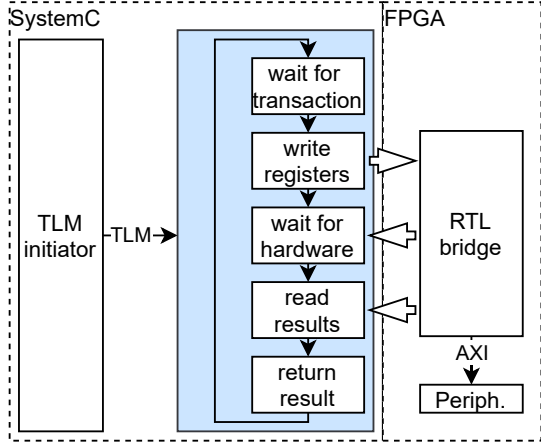 SystemC
FPGA
TLM
initiator
TLM
wait for
transaction
write
registers
wait for
hardware
read
results
return
result
RTL
bridge
AXI
Periph.